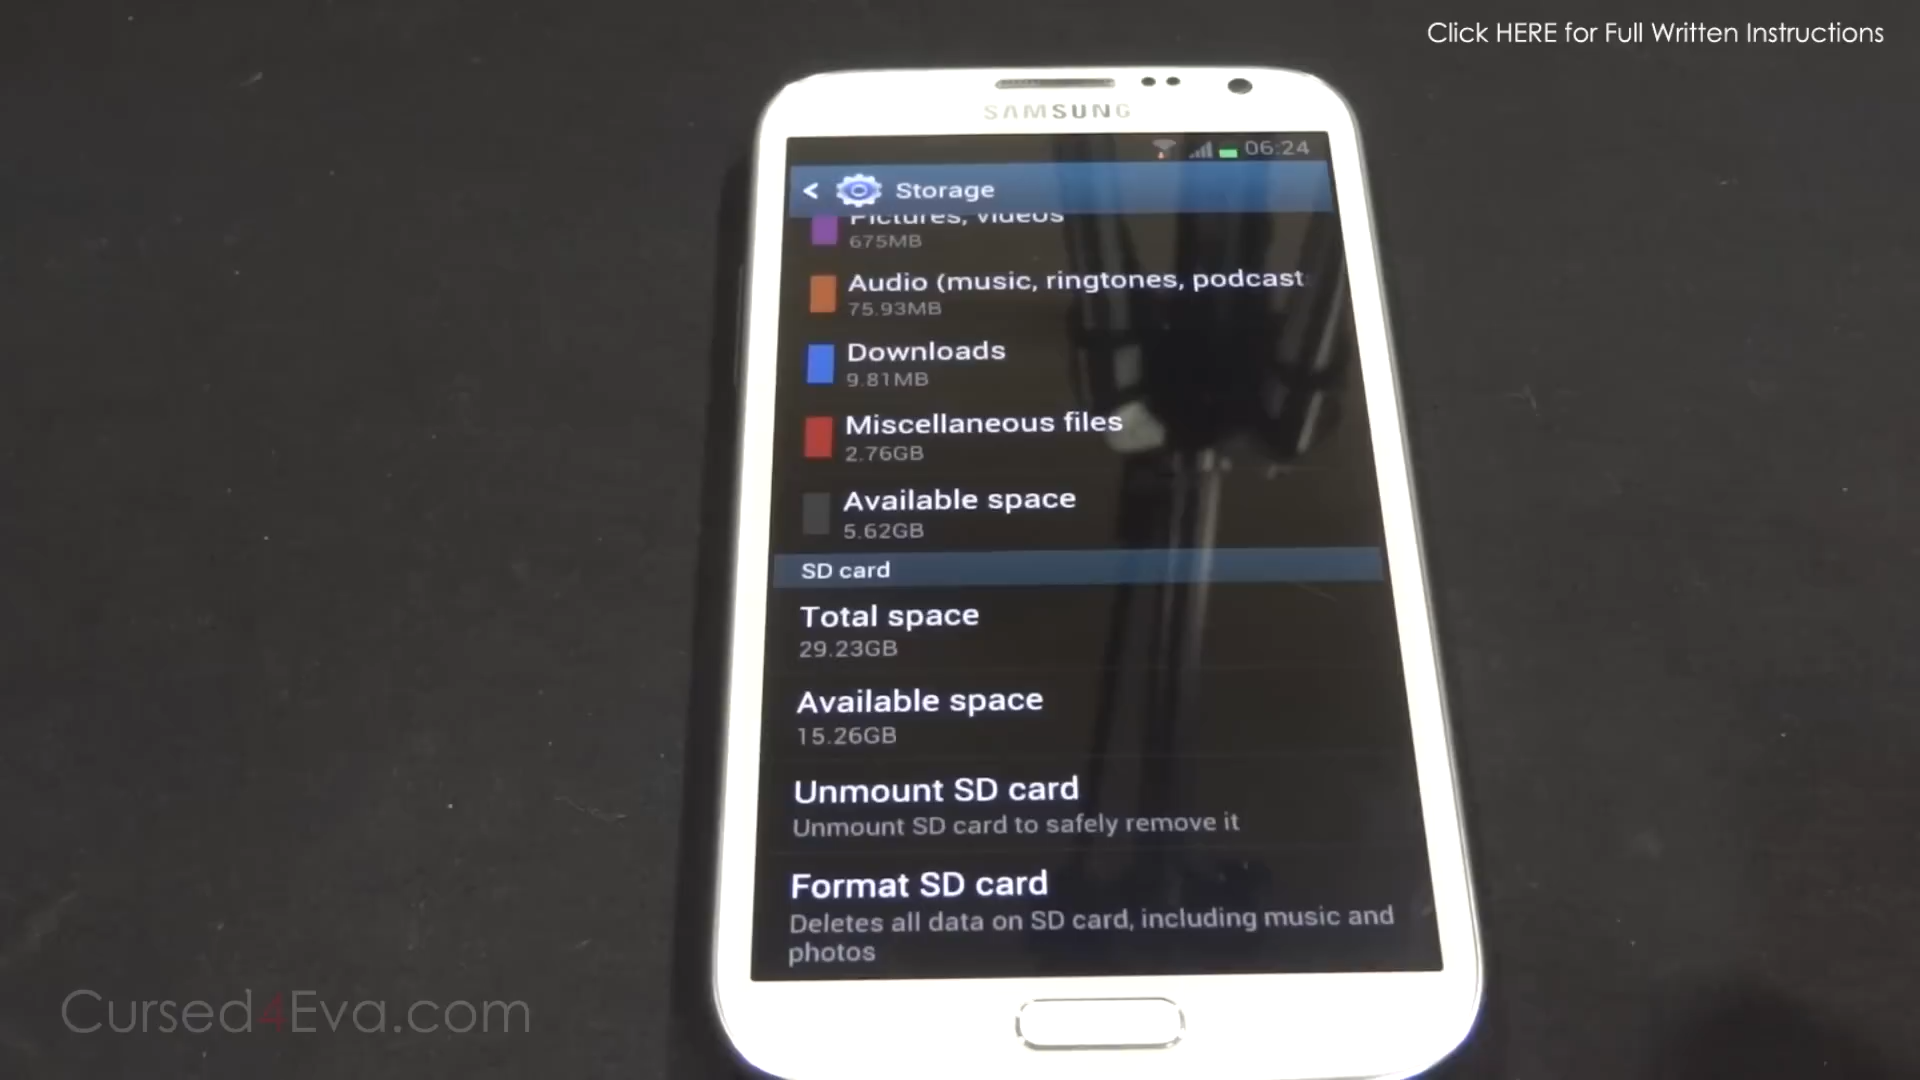 Click HERE for Full Written Instructions
SAMSUNG
06:24
< Storage
Pictures, videos
675MB
Audio (music, ringtones, podcast
75.93MB
Downloads
9.81MB
Miscellaneous files
2.76GB
Available space
5.62GB
SD card
Total space
29.23GB
Available space
15.26GB
Unmount SD card
Unmount SD card to safely remove it
Format SD card
Deletes all data on SD card, including music and
photos
Cursed4Eva.com